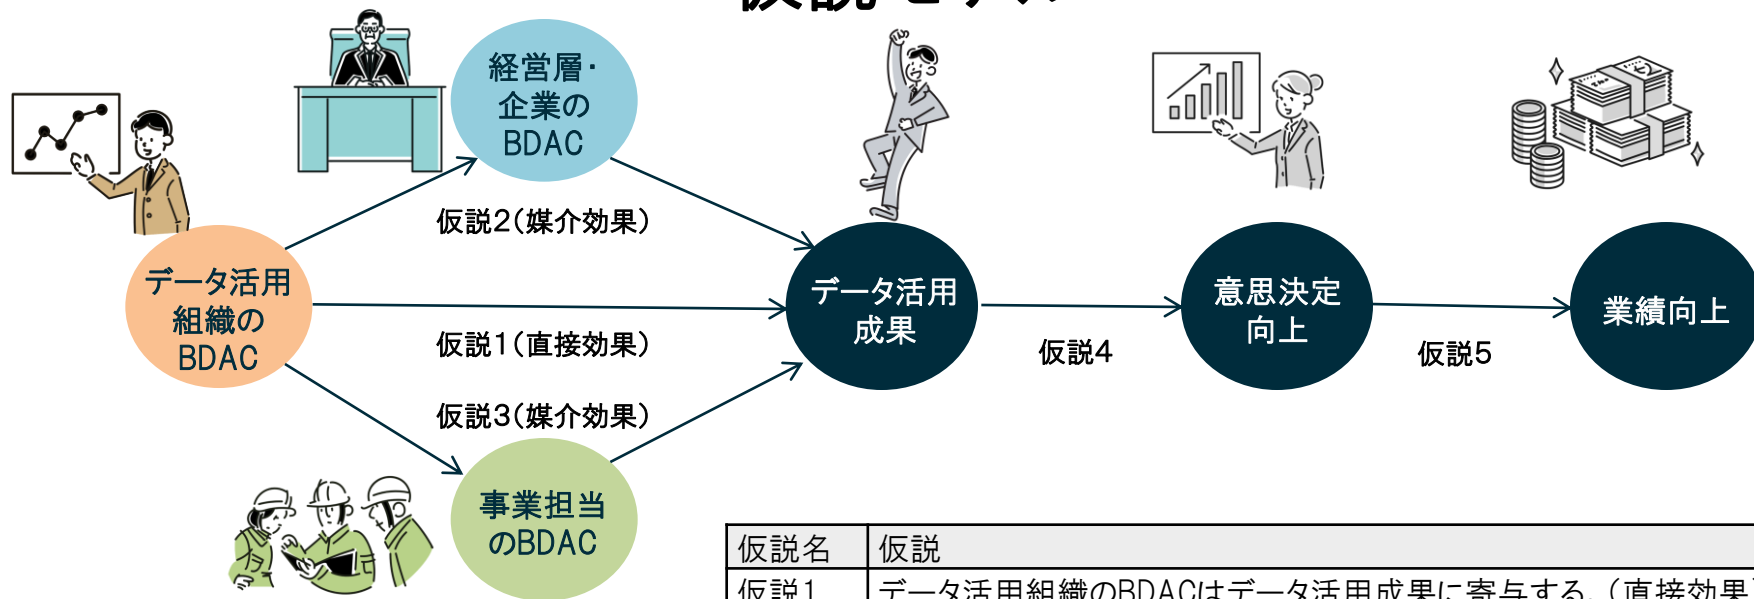 経営層・
企業の
BDAC
仮説2(媒介効果)
データ活用
組織の
BDAC
仮説1(直接効果)
データ活用
成果
仮説4
意思決定
向上
仮説5
業績向上
仮説3(媒介効果)
事業担当
のBDAC
仮説名 仮説
仮説1 データ活用組織のBDACはデータ活用成果に寄与する。(直接効果)